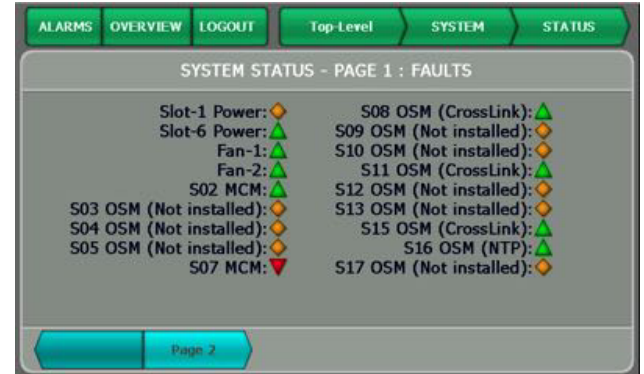 ALARMS OVERVIEW LOGOUT Top-Level SYSTEM STATUS
SYSTEM STATUS - PAGE 1 : FAULTS
Slot-1 Power:
Slot-6 Power:
Fan-1:
Fan-2:
S02 MCM:
S03 OSM (Not installed):
S04 OSM (Not installed):
S05 OSM (Not installed):
S07 MCM:
S08 OSM (CrossLink):
S09 OSM (Not installed):
S10 OSM (Not installed):
S11 OSM (CrossLink):
S12 OSM (Not installed):
S13 OSM (Not installed):
S15 OSM (CrossLink):
S16 OSM (NTP):
S17 OSM (Not installed):
Page 2